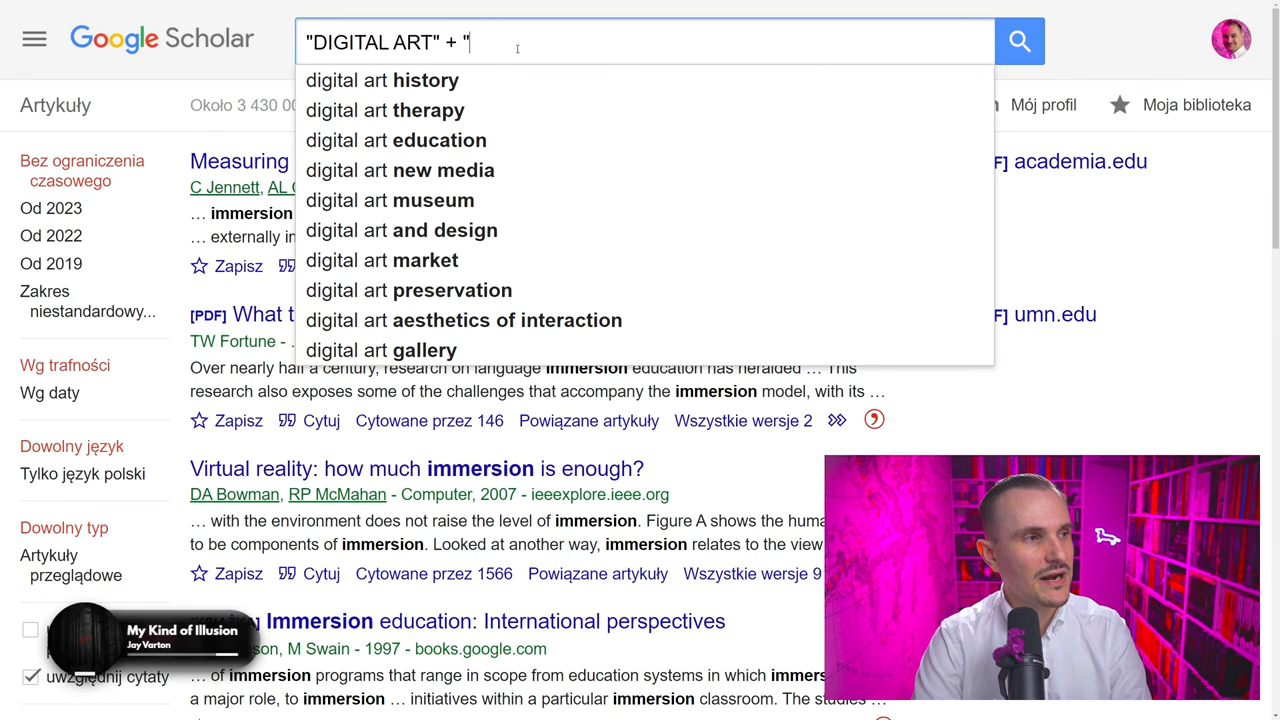 Google Scholar
"DIGITAL ART" + "
digital art history
digital art therapy
digital art education
digital art new media
digital art museum
digital art and design
digital art market
digital art preservation
digital art aesthetics of interaction
digital art gallery
Artykuły
Około 3 430 00
Mój profil
Moja biblioteka
Bez ograniczenia
czasowego
Od 2023
Od 2022
Od 2019
Zakres
niestandardowy...
Wg trafności
Wg daty
Dowolny język
Tylko język polski
Dowolny typ
Artykuły
przeglądowe
uwzględnij cytaty
Measuring
F] academia.edu
C Jennett, AL
... immersion
... externally in
Zapisz
[PDF] What t
F] umn.edu
TW Fortune -
Over nearly half a century, research on language immersion education has heralded ... This
research also exposes some of the challenges that accompany the immersion model, with its ...
Zapisz Cytuj Cytowane przez 146 Powiązane artykuły Wszystkie wersje 2
Virtual reality: how much immersion is enough?
DA Bowman, RP McMahan - Computer, 2007 - ieeexplore.ieee.org
... with the environment does not raise the level of immersion. Figure A shows the huma
to be components of immersion. Looked at another way, immersion relates to the view
Zapisz Cytuj Cytowane przez 1566 Powiązane artykuły Wszystkie wersje 9
Immersion education: International perspectives
son, M Swain - 1997 - books.google.com
... of immersion programs that range in scope from education systems in which immers
a major role, to immersion ... initiatives within a particular immersion classroom. The studies ...
My Kind of Illusion
Jay Varton